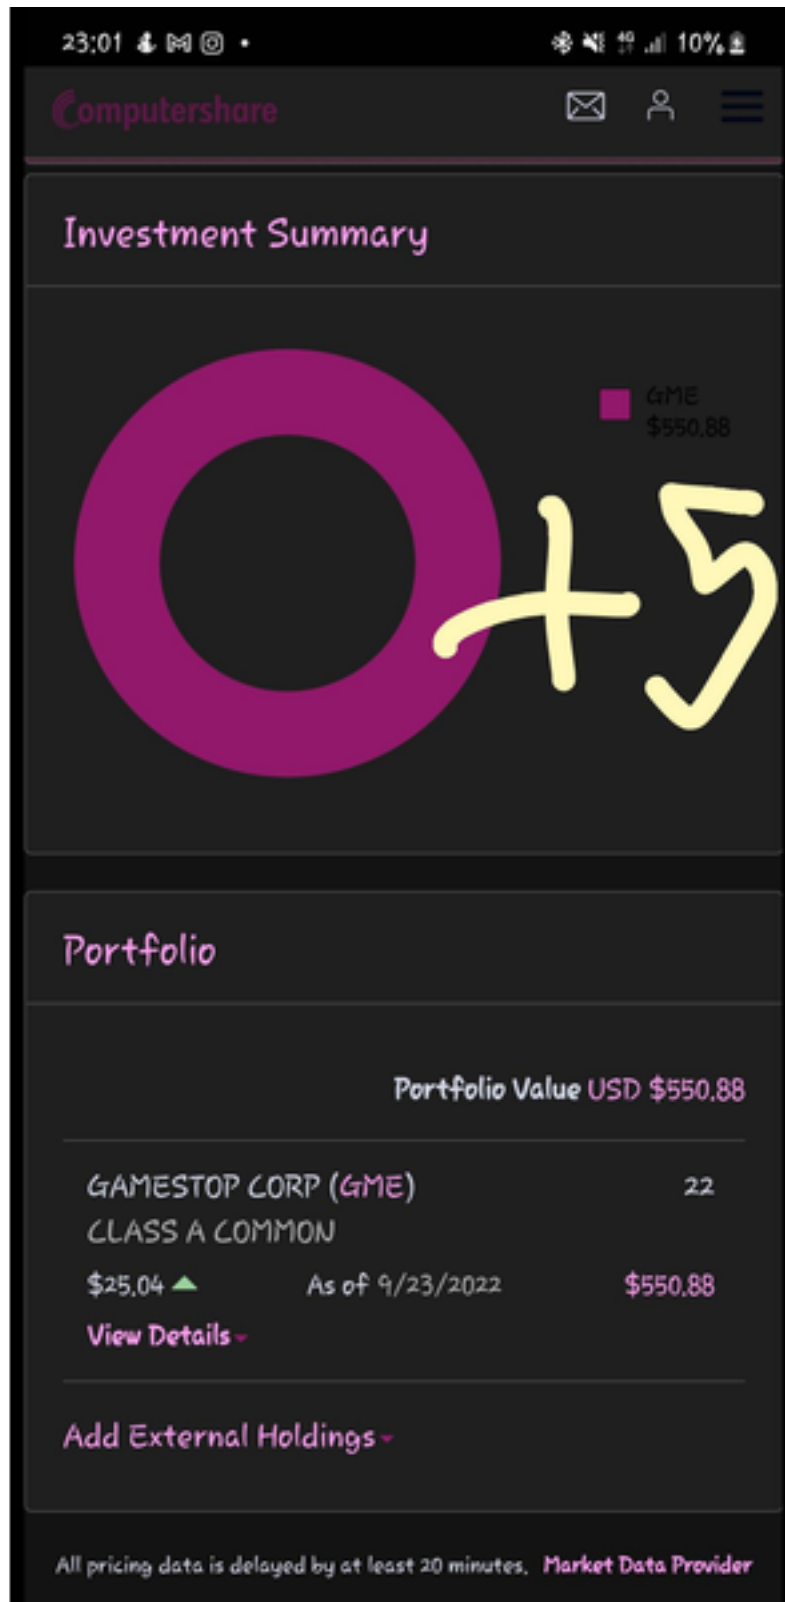 23:01
4G 10%
Computershare
Investment Summary
GME
$550.88
+5
Portfolio
Portfolio Value USD $550.88
GAMESTOP CORP (GME) 22
CLASS A COMMON
$25.04 As of 9/23/2022 $550.88
View Details
Add External Holdings
All pricing data is delayed by at least 20 minutes. Market Data Provider